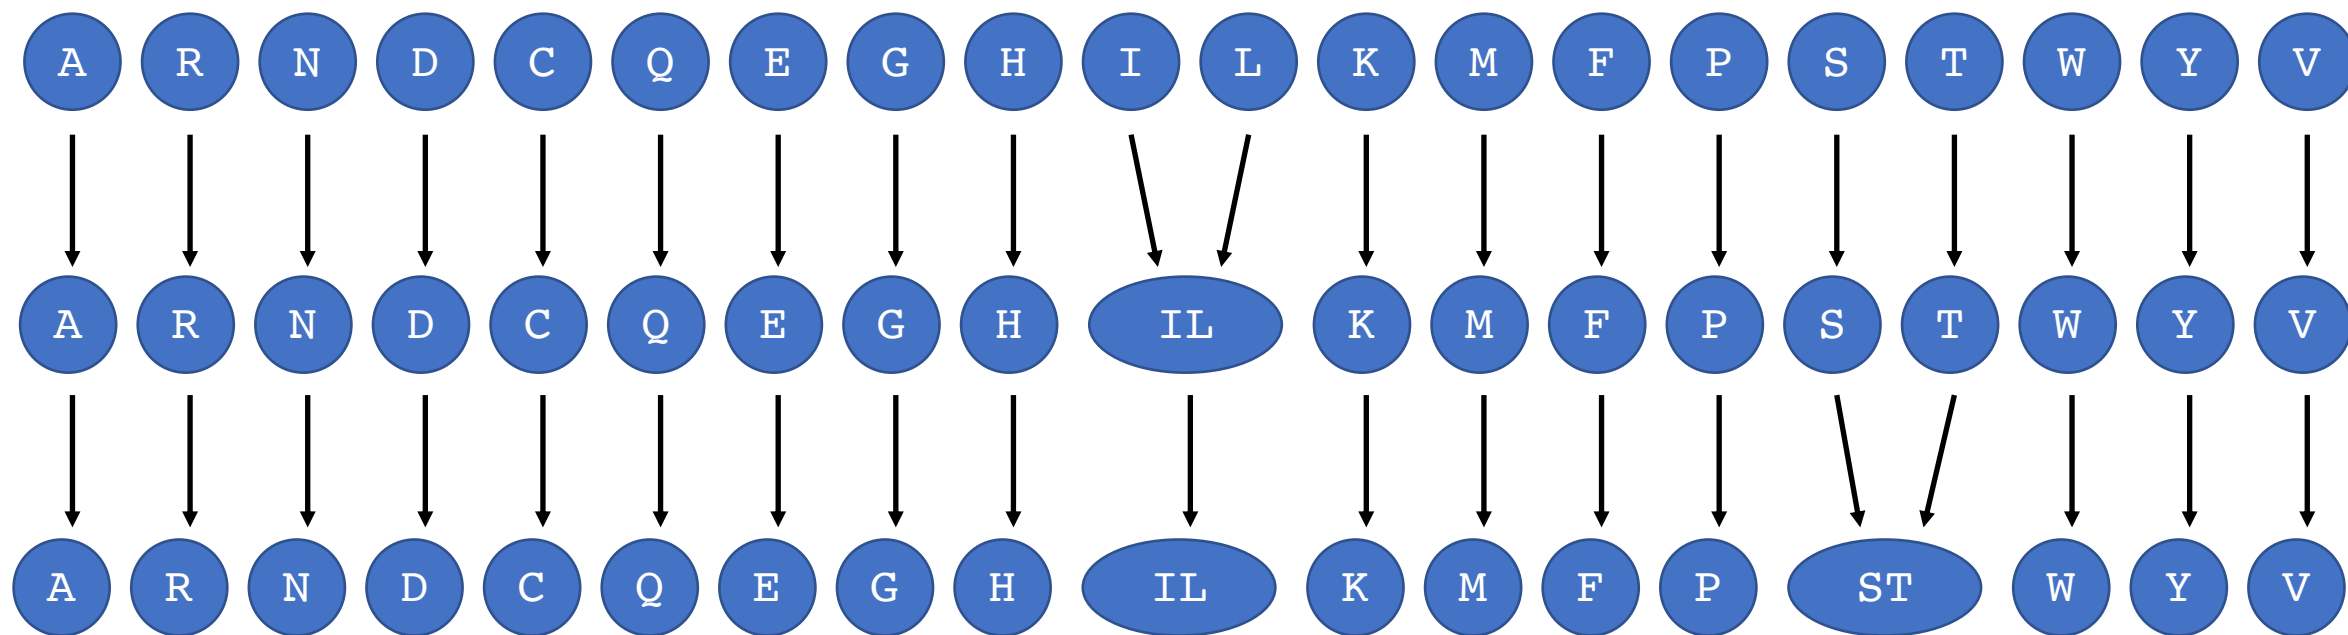 A R N D C Q E G H I L K M F P S T W Y V
A R N D C Q E G H IL K M F P S T W Y V
A R N D C Q E G H IL K M F P ST W Y V